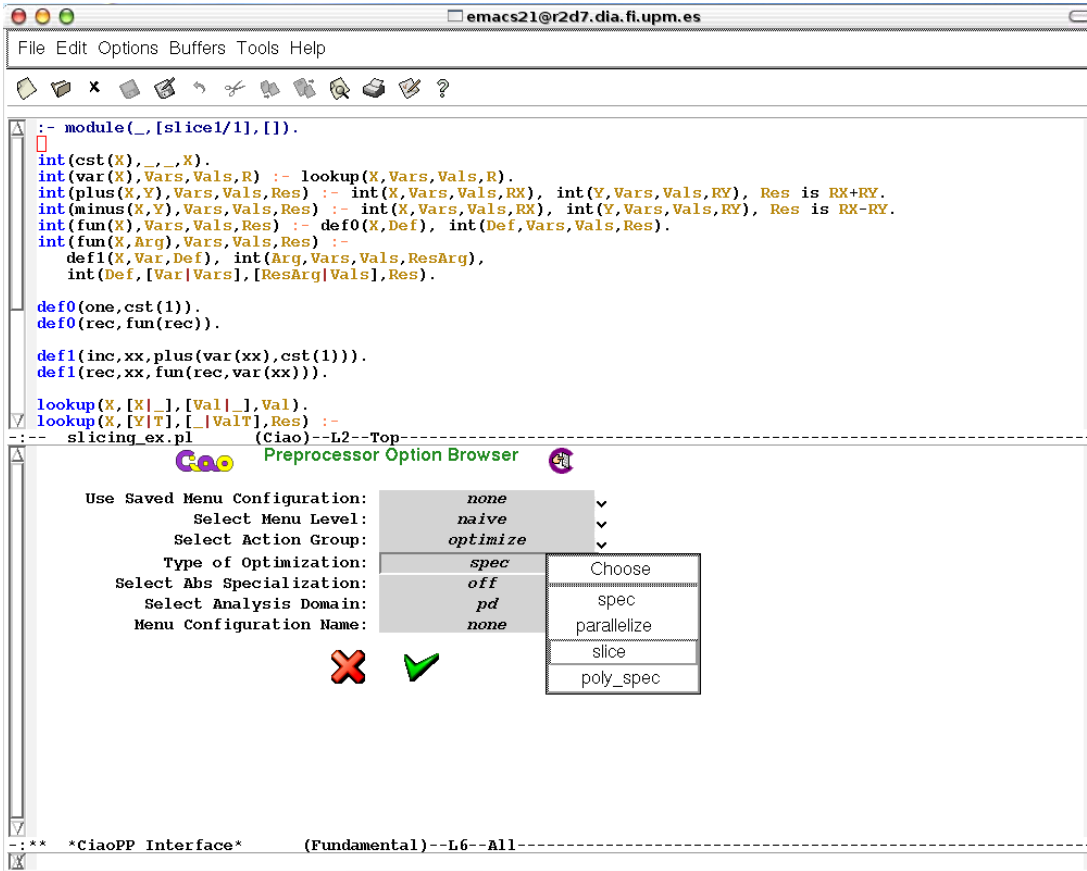 emacs21@r2d7.dia.fi.upm.es
File Edit Options Buffers Tools Help
:- module(_,[slice1/1],[]).
int(cst(X),_,_,X).
int(var(X),Vars,Vals,R) :- lookup(X,Vars,Vals,R).
int(plus(X,Y),Vars,Vals,Res) :- int(X,Vars,Vals,RX), int(Y,Vars,Vals,RY), Res is RX+RY.
int(minus(X,Y),Vars,Vals,Res) :- int(X,Vars,Vals,RX), int(Y,Vars,Vals,RY), Res is RX-RY.
int(fun(X),Vars,Vals,Res) :- def0(X,Def), int(Def,Vars,Vals,Res).
int(fun(X,Arg),Vars,Vals,Res) :-
def1(X,Var,Def), int(Arg,Vars,Vals,ResArg),
int(Def,[Var|Vars],[ResArg|Vals],Res).
def0(one,cst(1)).
def0(rec,fun(rec)).
def1(inc,xx,plus(var(xx),cst(1))).
def1(rec,xx,fun(rec,var(xx))).
lookup(X,[X|_],[Val|_],Val).
lookup(X,[Y|T],[_|ValT],Res) :-
-:-- slicing_ex.pl (Ciao)--L2--Top--------------------------------
Ciao Preprocessor Option Browser
Use Saved Menu Configuration: none
Select Menu Level: naive
Select Action Group: optimize
Type of Optimization: spec
Select Abs Specialization: off
Select Analysis Domain: pd
Menu Configuration Name: none
Choose
spec
parallelize
slice
poly_spec
-:** *CiaoPP Interface* (Fundamental)--L6--All--------------------------------